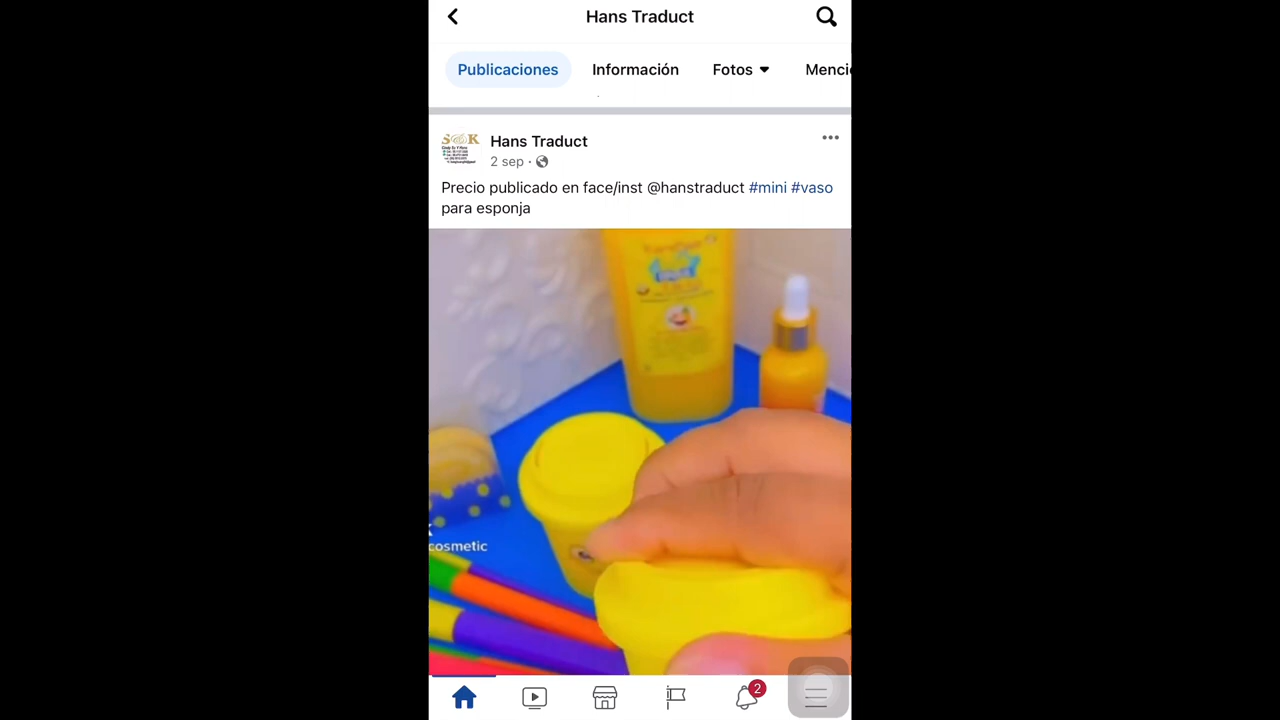 Hans Traduct
Publicaciones
Información
Fotos
Menci
S&K
Hans Traduct
2 sep
Precio publicado en face/inst @hanstraduct #mini #vaso
para esponja
cosmetic
2